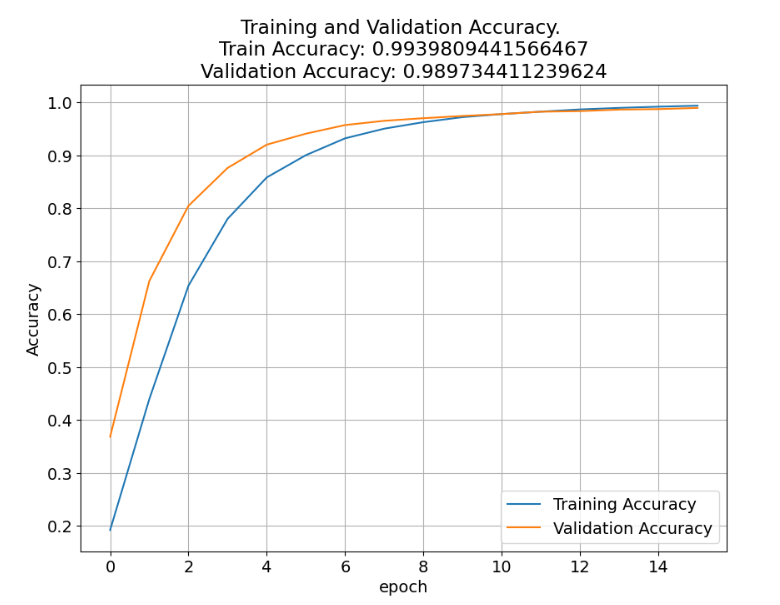 Training and Validation Accuracy.
Train Accuracy: 0.9939809441566467
Validation Accuracy: 0.989734411239624
1.0
0.9
0.8
0.7
0.6
0.5
0.4
0.3
0.2
Accuracy
Training Accuracy
Validation Accuracy
0 2 4 6 8 10 12 14
epoch